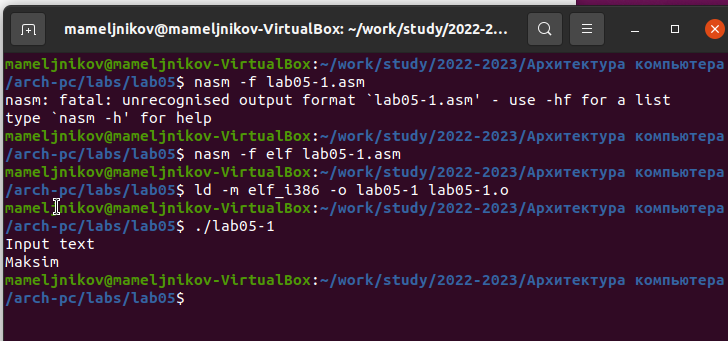 mameljnikov@mameljnikov-VirtualBox: ~/work/study/2022-2...
mameljnikov@mameljnikov-VirtualBox:~/work/study/2022-2023/Архитектура компьютера
/arch-pc/labs/lab05$ nasm -f lab05-1.asm
nasm: fatal: unrecognised output format `lab05-1.asm' - use -hf for a list
type `nasm -h' for help
mameljnikov@mameljnikov-VirtualBox:~/work/study/2022-2023/Архитектура компьютера
/arch-pc/labs/lab05$ nasm -f elf lab05-1.asm
mameljnikov@mameljnikov-VirtualBox:~/work/study/2022-2023/Архитектура компьютера
/arch-pc/labs/lab05$ ld -m elf_i386 -o lab05-1 lab05-1.o
mameljnikov@mameljnikov-VirtualBox:~/work/study/2022-2023/Архитектура компьютера
/arch-pc/labs/lab05$ ./lab05-1
Input text
Maksim
mameljnikov@mameljnikov-VirtualBox:~/work/study/2022-2023/Архитектура компьютера
/arch-pc/labs/lab05$